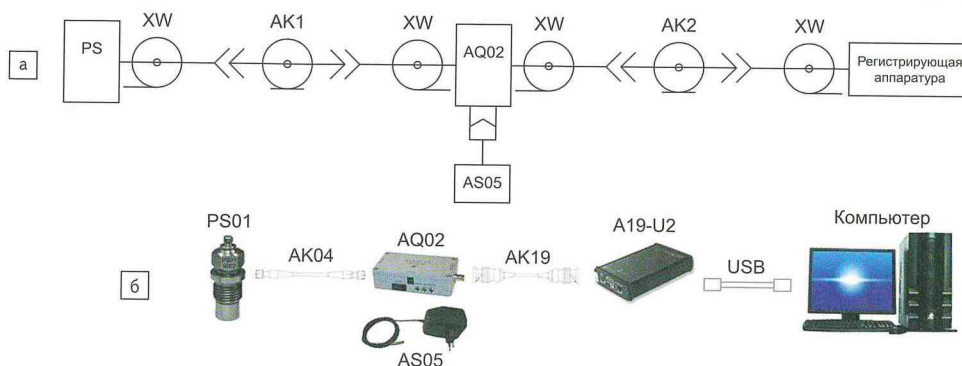 а
PS
XW
AK1
XW
AQ02
XW
AK2
XW
Регистрирующая
аппаратура
AS05
б
PS01
AK04
AQ02
AS05
AK19
A19-U2
USB
Компьютер